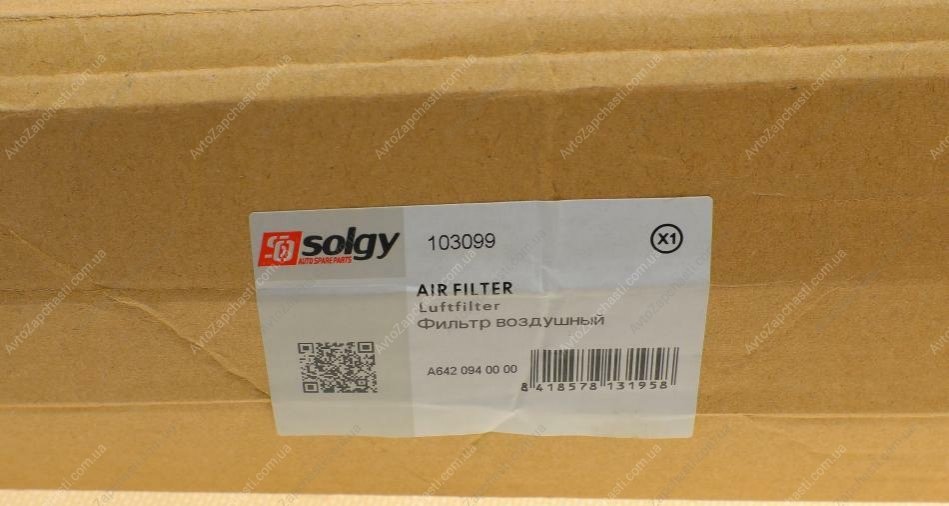 solgy
AUTO SPARE PARTS
103099
X1
AIR FILTER
Luftfilter
Фильтр воздушный
A642 094 00 00
8 418578 131958
AvtoZapchasti.com.ua